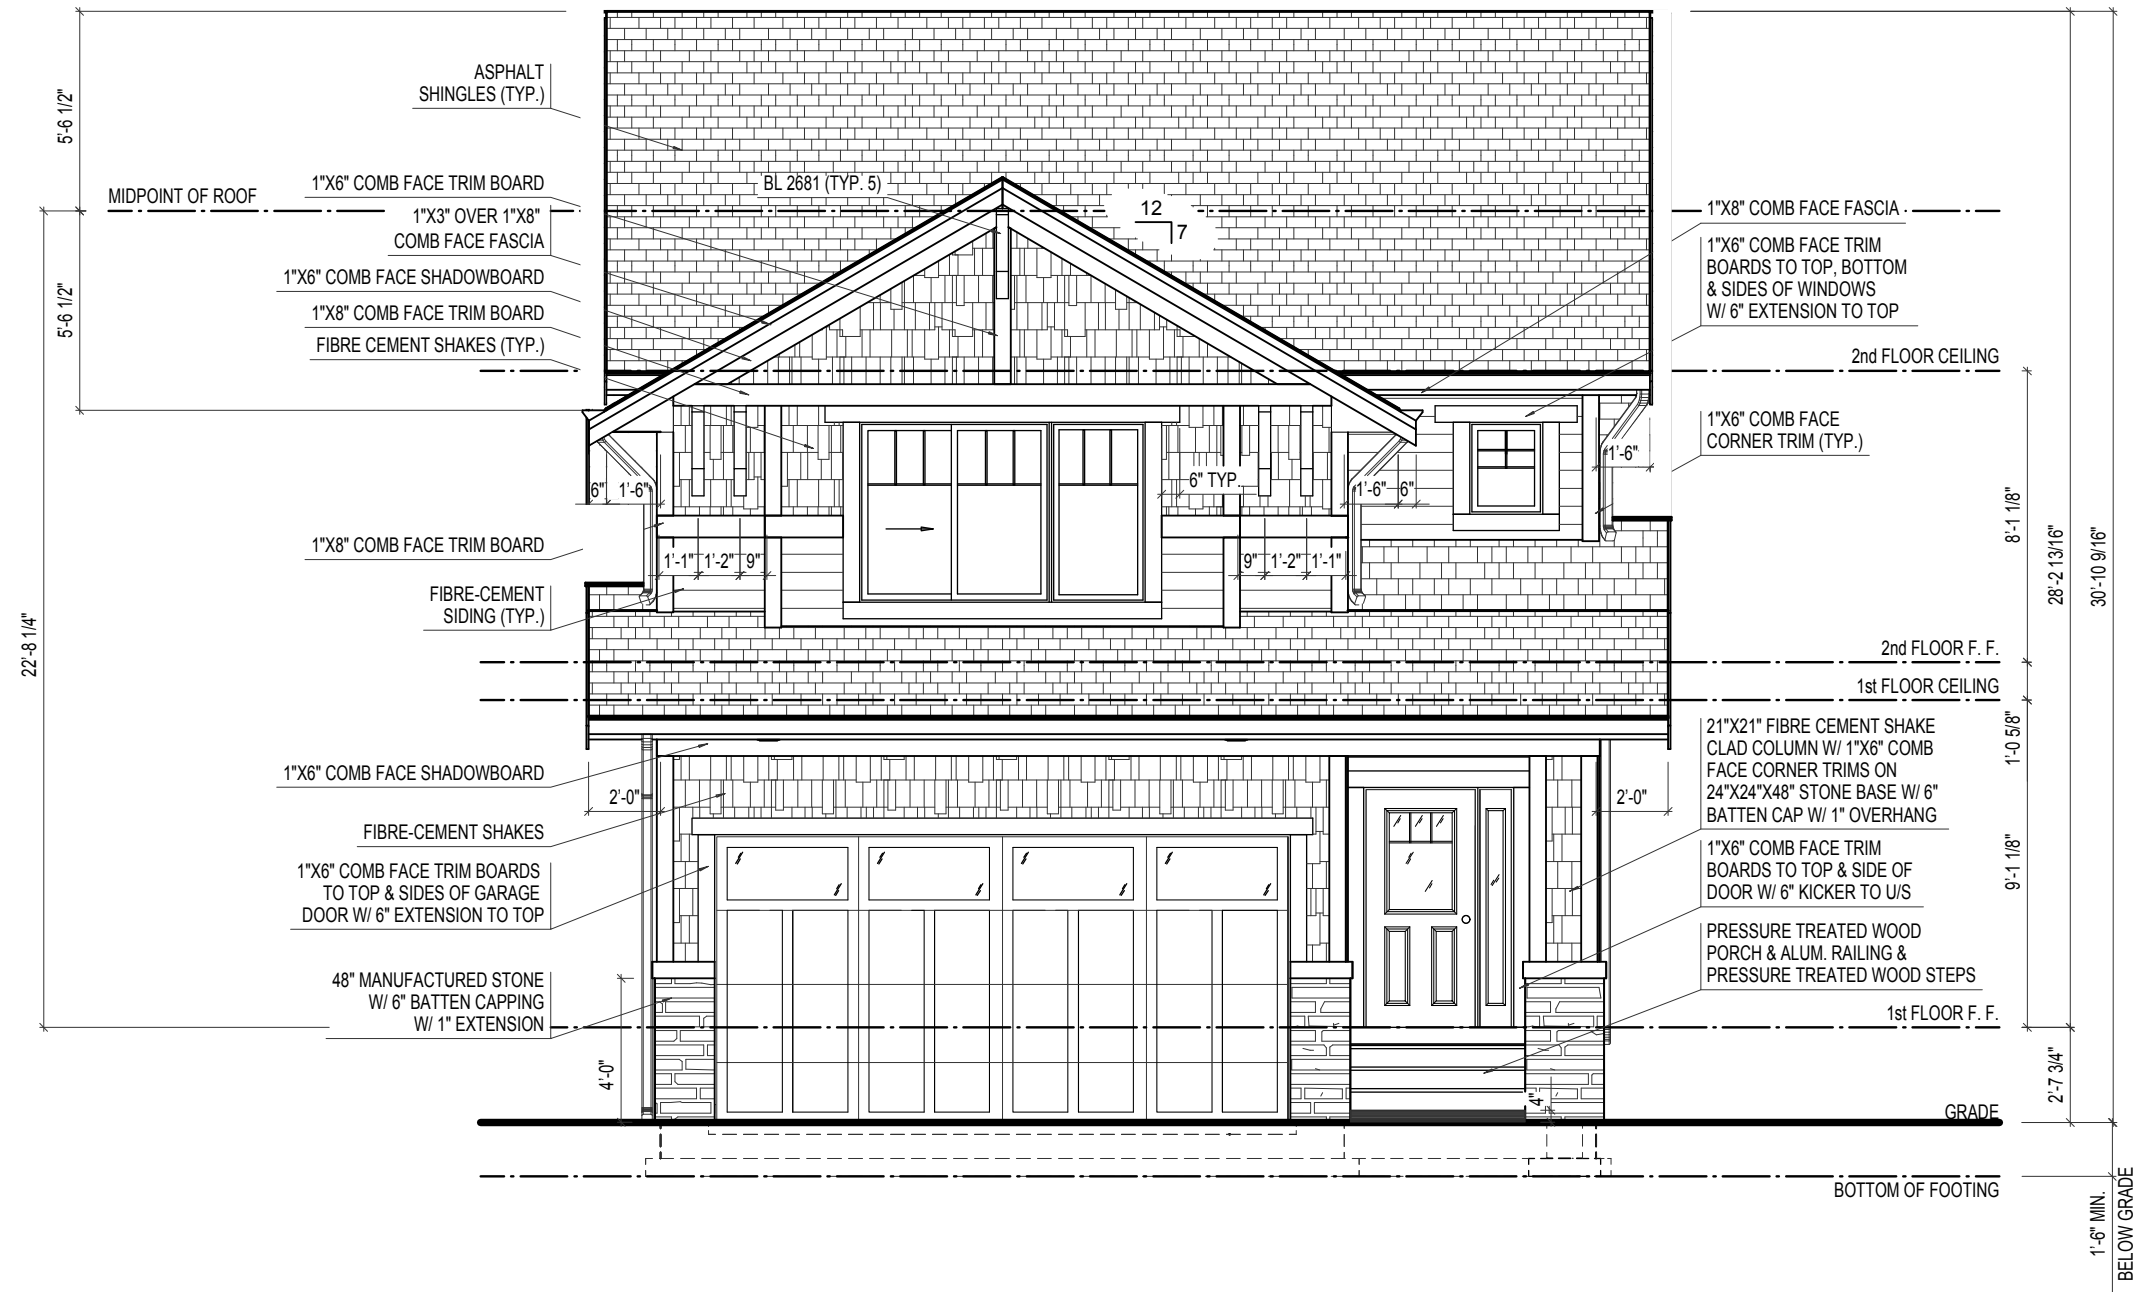 5'-6 1/2"
5'-6 1/2"
22'-8 1/4"
ASPHALT
SHINGLES (TYP.)
MIDPOINT OF ROOF
1"X6" COMB FACE TRIM BOARD
1"X3" OVER 1"X8"
COMB FACE FASCIA
1"X6" COMB FACE SHADOWBOARD
1"X8" COMB FACE TRIM BOARD
FIBRE CEMENT SHAKES (TYP.)
1"X8" COMB FACE TRIM BOARD
FIBRE-CEMENT
SIDING (TYP.)
1"X6" COMB FACE SHADOWBOARD
FIBRE-CEMENT SHAKES
1"X6" COMB FACE TRIM BOARDS
TO TOP & SIDES OF GARAGE
DOOR W/ 6" EXTENSION TO TOP
48" MANUFACTURED STONE
W/ 6" BATTEN CAPPING
W/ 1" EXTENSION
BL 2681 (TYP. 5)
12
7
6"
1'-6"
6" TYP.
1'-6"
6"
1'-6"
1'-1"
1'-2"
9"
9"
1'-2"
1'-1"
2'-0"
2'-0"
4'-0"
4"
1"X8" COMB FACE FASCIA
1"X6" COMB FACE TRIM
BOARDS TO TOP, BOTTOM
& SIDES OF WINDOWS
W/ 6" EXTENSION TO TOP
2nd FLOOR CEILING
1"X6" COMB FACE
CORNER TRIM (TYP.)
2nd FLOOR F. F.
1st FLOOR CEILING
21"X21" FIBRE CEMENT SHAKE
CLAD COLUMN W/ 1"X6" COMB
FACE CORNER TRIMS ON
24"X24"X48" STONE BASE W/ 6"
BATTEN CAP W/ 1" OVERHANG
1"X6" COMB FACE TRIM
BOARDS TO TOP & SIDE OF
DOOR W/ 6" KICKER TO U/S
PRESSURE TREATED WOOD
PORCH & ALUM. RAILING &
PRESSURE TREATED WOOD STEPS
1st FLOOR F. F.
GRADE
BOTTOM OF FOOTING
8'-1 1/8"
1'-0 5/8"
9'-1 1/8"
28'-2 13/16"
2'-7 3/4"
30'-10 9/16"
1'-6" MIN.
BELOW GRADE